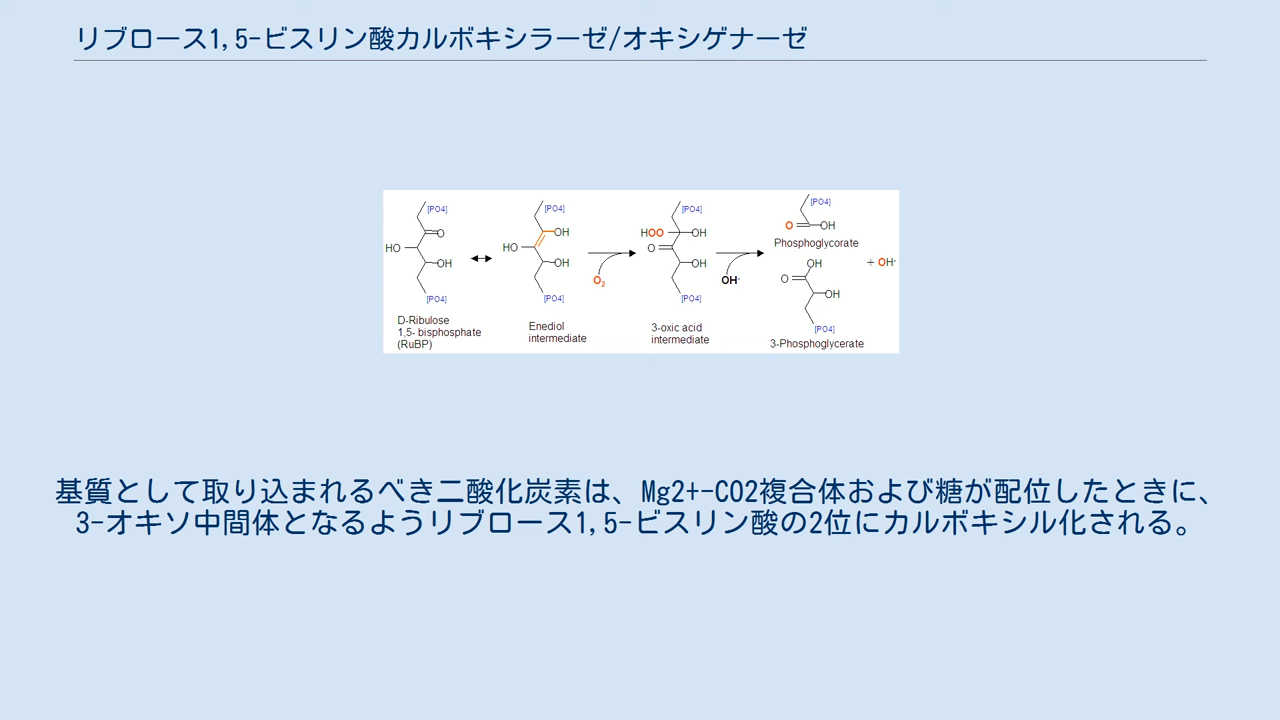 リブロース1,5-ビスリン酸カルボキシラーゼ/オキシゲナーゼ
[PO4]
O
HO
OH
[PO4]
D-Ribulose
1,5- bisphosphate
(RuBP)
[PO4]
OH
HO
OH
[PO4]
Enediol
intermediate
O2
[PO4]
HOO
OH
O
OH
[PO4]
3-oxic acid
intermediate
OH-
[PO4]
O
OH
Phosphoglycorate
OH
O
OH
[PO4]
3-Phosphoglycerate
+ OH-
基質として取り込まれるべき二酸化炭素は、Mg2+-CO2複合体および糖が配位したときに、
3-オキソ中間体となるようリブロース1,5-ビスリン酸の2位にカルボキシル化される。